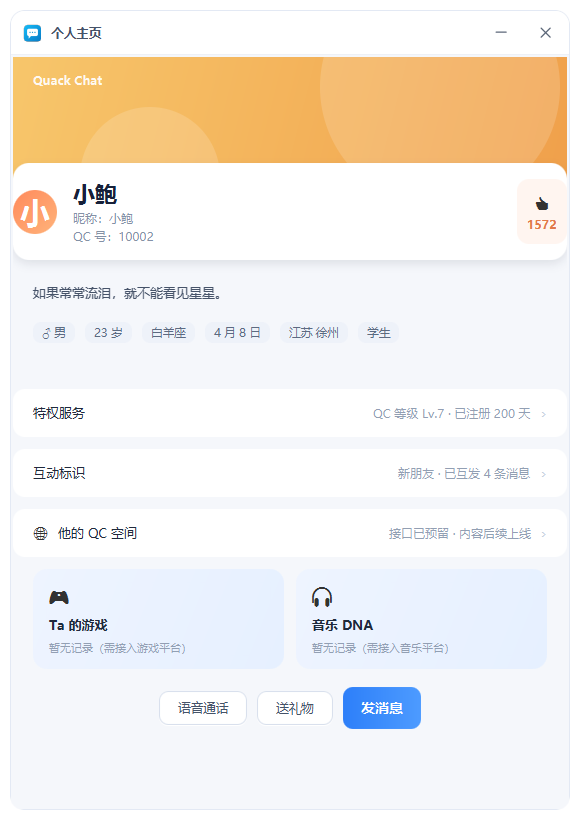 个人主页
Quack Chat
小
小鲍
昵称：小鲍
QC 号：10002
1572
如果常常流泪，就不能看见星星。
♂ 男 23 岁 白羊座 4 月 8 日 江苏 徐州 学生
特权服务 QC 等级 Lv.7 · 已注册 200 天 ›
互动标识 新朋友 · 已互发 4 条消息 ›
他的 QC 空间 接口已预留 · 内容后续上线 ›
Ta 的游戏
暂无记录（需接入游戏平台）
音乐 DNA
暂无记录（需接入音乐平台）
语音通话 送礼物 发消息